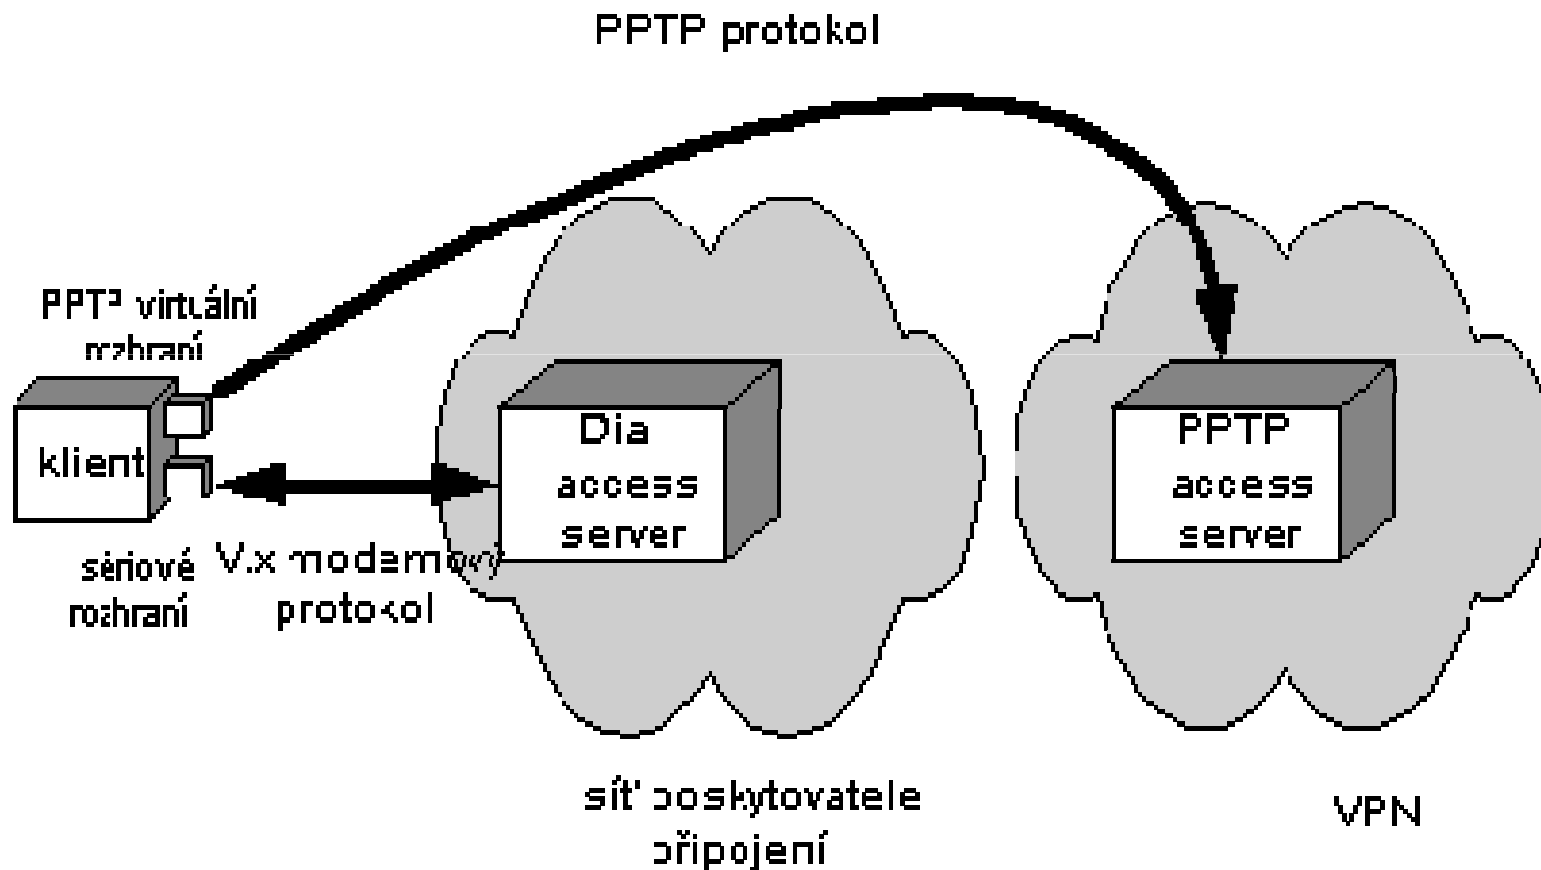 PPTP protokol
PPTP virtuální
rozhraní
klient
Dia
access
server
PPTP
access
server
sériové
rozhraní
V.x modemový
protokol
síť poskytovatele
připojení
VPN